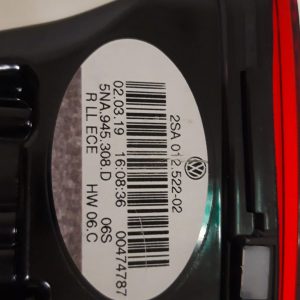 2SA 012.522-02
02.03.19 16:08:36 00474787
5NA.945.308.D 06S
R LL ECE HW 06.C